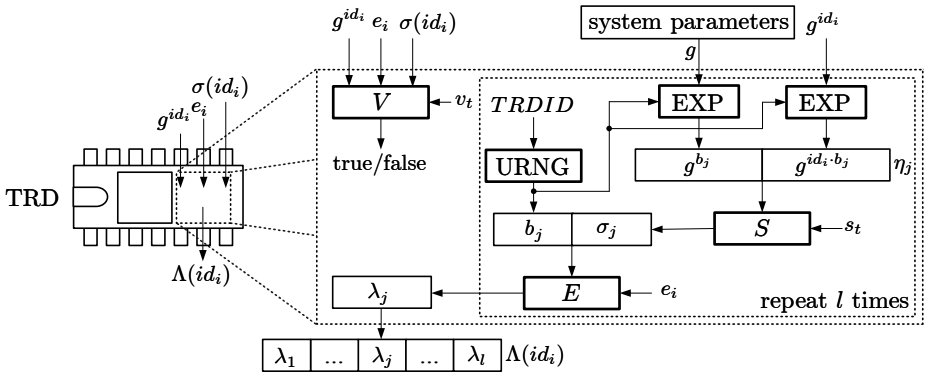 system parameters
g^{id_i}
g^{id_i} e_i σ(id_i)
g
σ(id_i)
V
v_t
TRDID
EXP
EXP
e_i
g^{id_i}
true/false
URNG
g^{b_j} g^{id_i·b_j} η_j
TRD
b_j σ_j
S
s_t
Λ(id_i)
λ_j
E
e_i
repeat l times
λ_1 ... λ_j ... λ_l Λ(id_i)